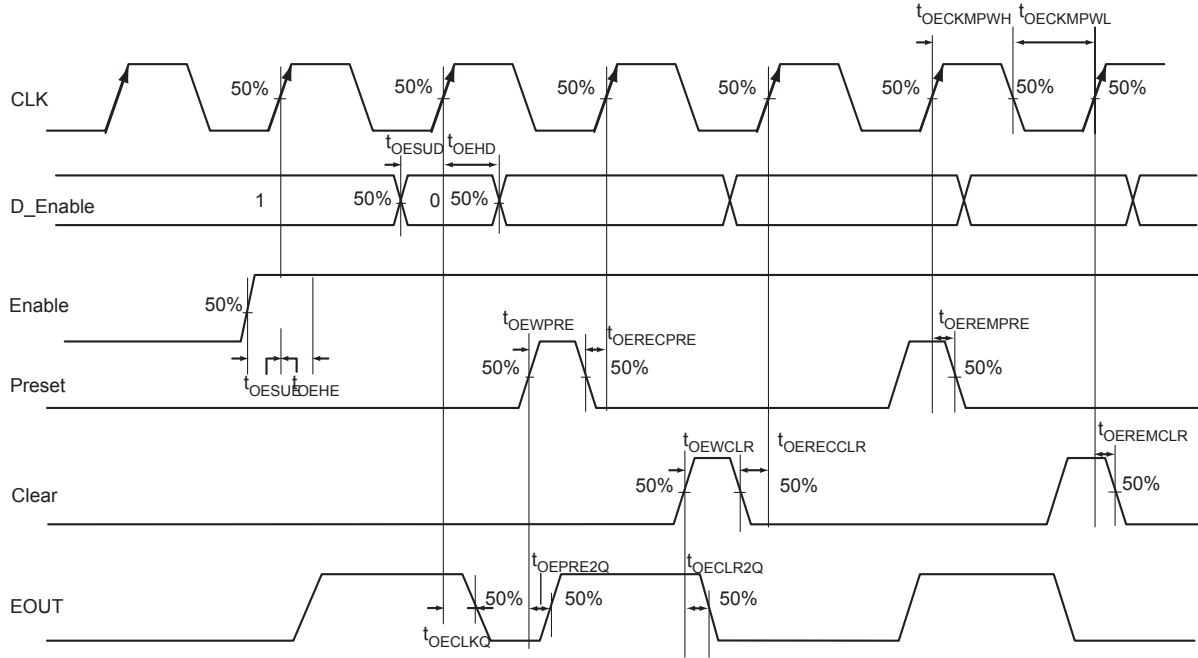 tOECKMPWH tOECKMPWL
CLK
50% 50% 50% 50% 50% 50% 50%
tOESUD tOEHD
D_Enable
1 50% 0 50%
Enable
50%
tOESUE tOEHE
tOEWPRE tOERECPRE tOEREMPRE
Preset
50% 50% 50%
tOEWCLR tOERECCLR tOEREMCLR
Clear
50% 50% 50%
tOEPRE2Q tOECLR2Q
EOUT
50% 50% 50%
tOECLKQ